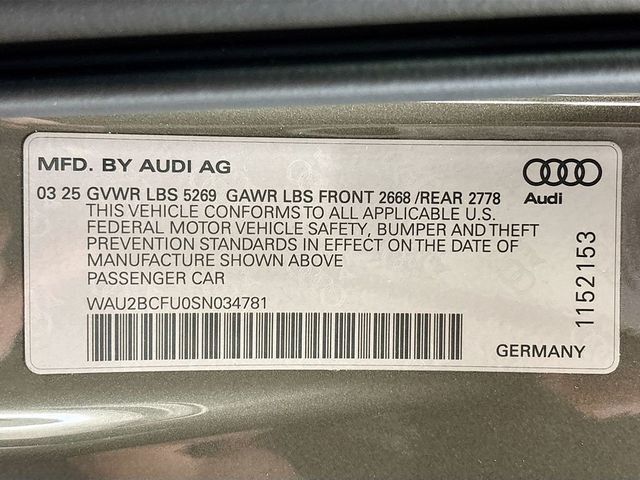 MFD. BY AUDI AG
Audi
03 25 GVWR LBS 5269 GAWR LBS FRONT 2668 /REAR 2778
THIS VEHICLE CONFORMS TO ALL APPLICABLE U.S.
FEDERAL MOTOR VEHICLE SAFETY, BUMPER AND THEFT
PREVENTION STANDARDS IN EFFECT ON THE DATE OF
MANUFACTURE SHOWN ABOVE
PASSENGER CAR
WAU2BCFU0SN034781
GERMANY
1152153